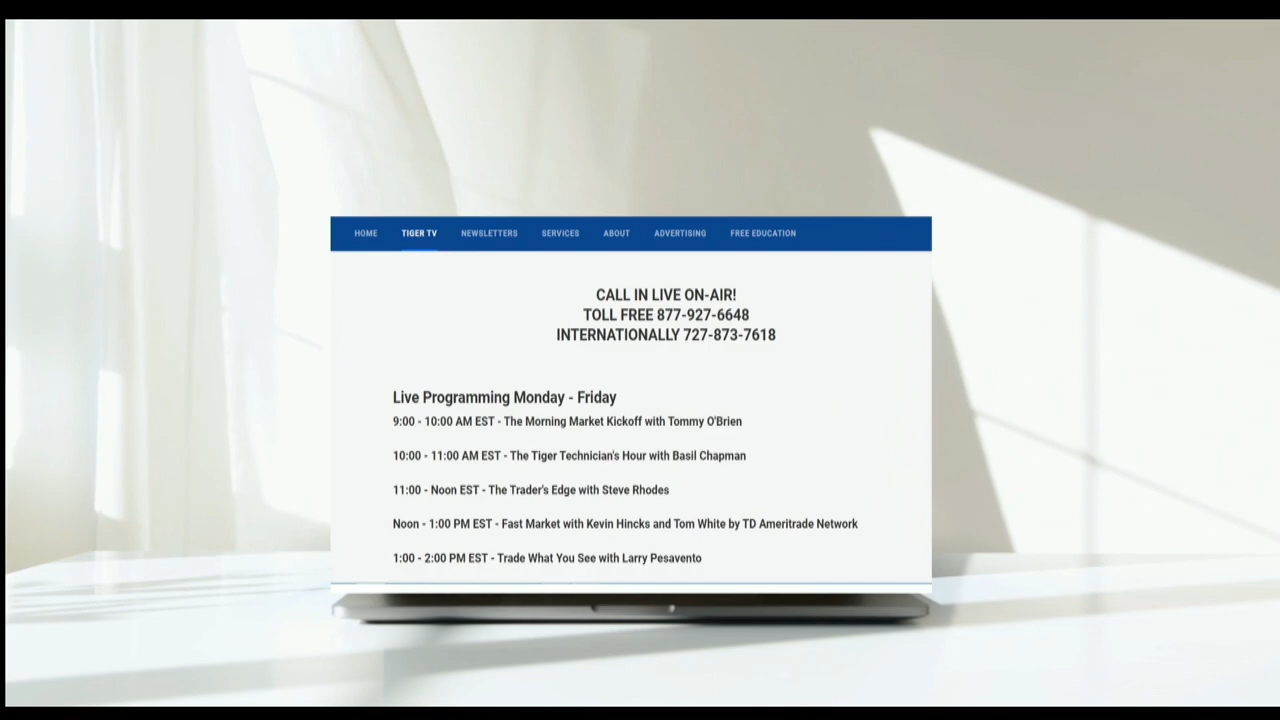 HOME TIGER TV NEWSLETTERS SERVICES ABOUT ADVERTISING FREE EDUCATION
CALL IN LIVE ON-AIR!
TOLL FREE 877-927-6648
INTERNATIONALLY 727-873-7618
Live Programming Monday - Friday
9:00 - 10:00 AM EST - The Morning Market Kickoff with Tommy O'Brien
10:00 - 11:00 AM EST - The Tiger Technician's Hour with Basil Chapman
11:00 - Noon EST - The Trader's Edge with Steve Rhodes
Noon - 1:00 PM EST - Fast Market with Kevin Hincks and Tom White by TD Ameritrade Network
1:00 - 2:00 PM EST - Trade What You See with Larry Pesavento